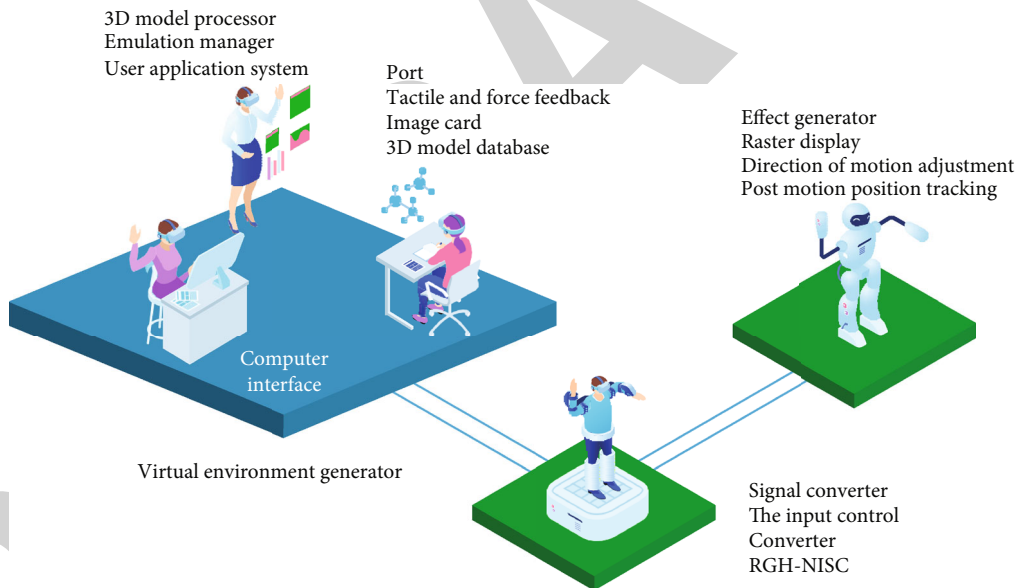 3D model processor
Emulation manager
User application system
Port
Tactile and force feedback
Image card
3D model database
Effect generator
Raster display
Direction of motion adjustment
Post motion position tracking
Computer
interface
Virtual environment generator
Signal converter
The input control
Converter
RGH-NISC